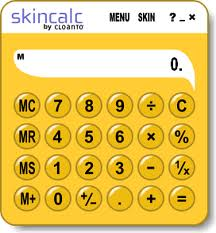 skincalc MENU SKIN ? _ ×
by CLOANTO
M
0.
MC 7 8 9 ÷ C
MR 4 5 6 × %
MS 1 2 3 − 1/x
M+ 0 +/− . + =